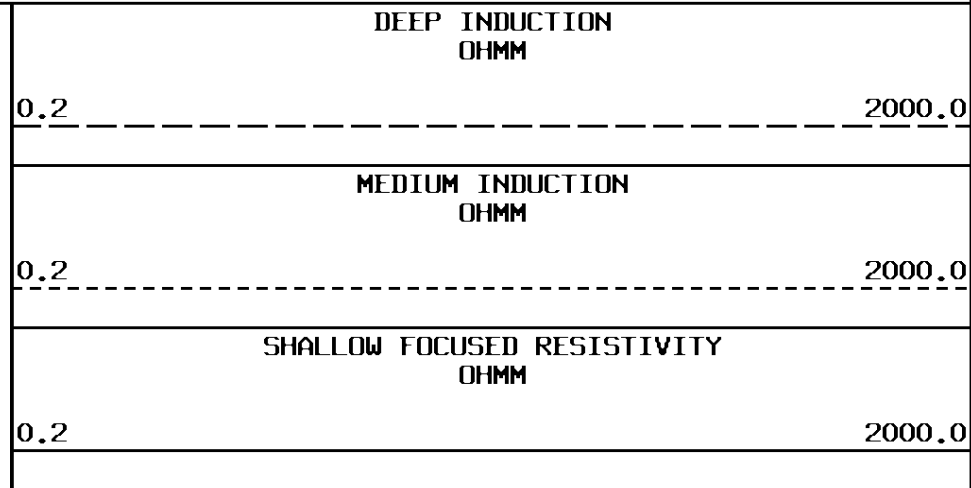 DEEP INDUCTION
OHMM
0.2 2000.0
MEDIUM INDUCTION
OHMM
0.2 2000.0
SHALLOW FOCUSED RESISTIVITY
OHMM
0.2 2000.0